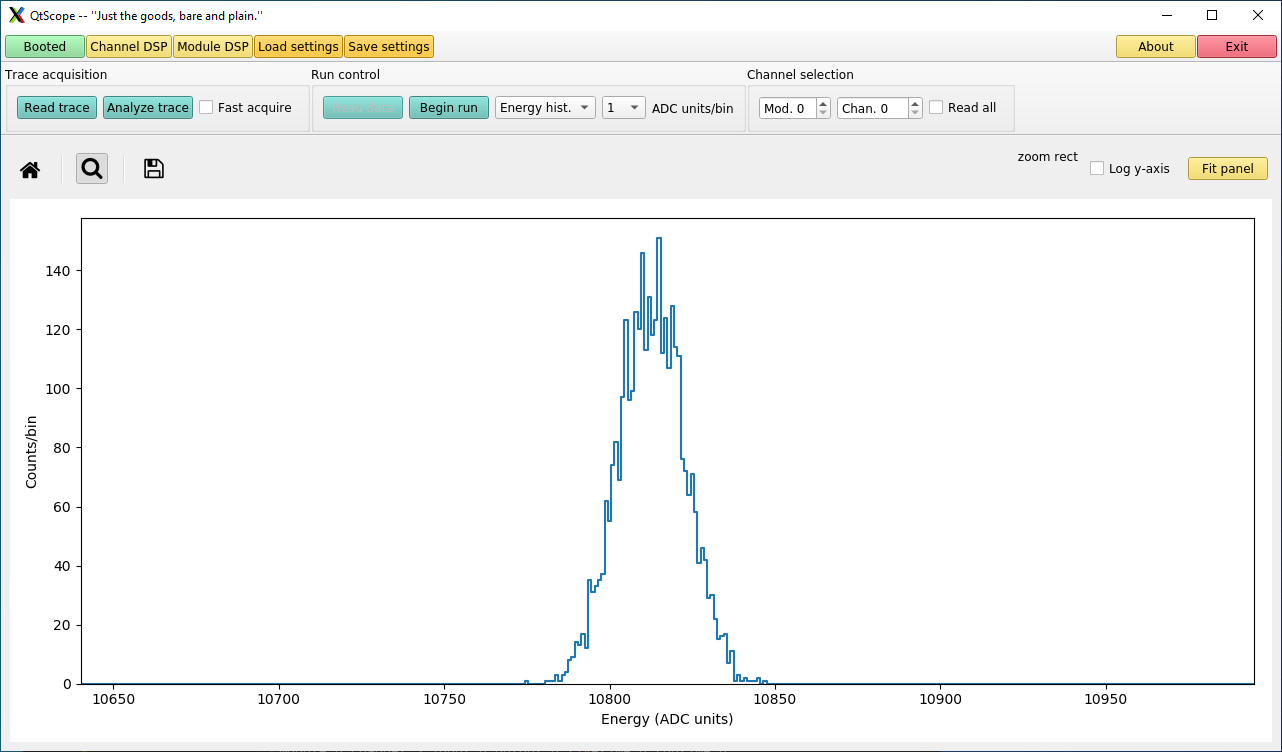 QtScope -- "Just the goods, bare and plain."
Booted Channel DSP Module DSP Load settings Save settings About Exit
Trace acquisition Run control Channel selection
Read trace Analyze trace Fast acquire Read data Begin run Energy hist. 1 ADC units/bin Mod. 0 Chan. 0 Read all
zoom rect
Log y-axis Fit panel
140
120
100
80
60
40
20
0
Counts/bin
10650 10700 10750 10800 10850 10900 10950
Energy (ADC units)